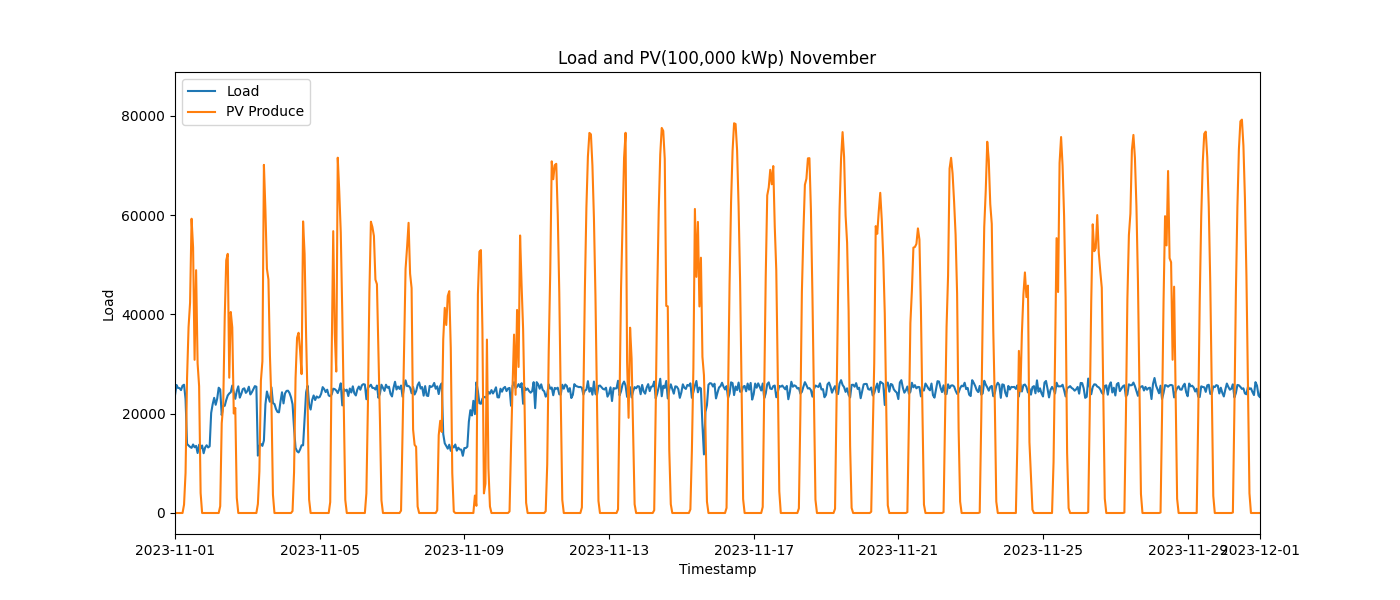 Load and PV(100,000 kWp) November
Load
PV Produce
80000
60000
40000
20000
0
Load
2023-11-01 2023-11-05 2023-11-09 2023-11-13 2023-11-17 2023-11-21 2023-11-25 2023-11-29 2023-12-01
Timestamp